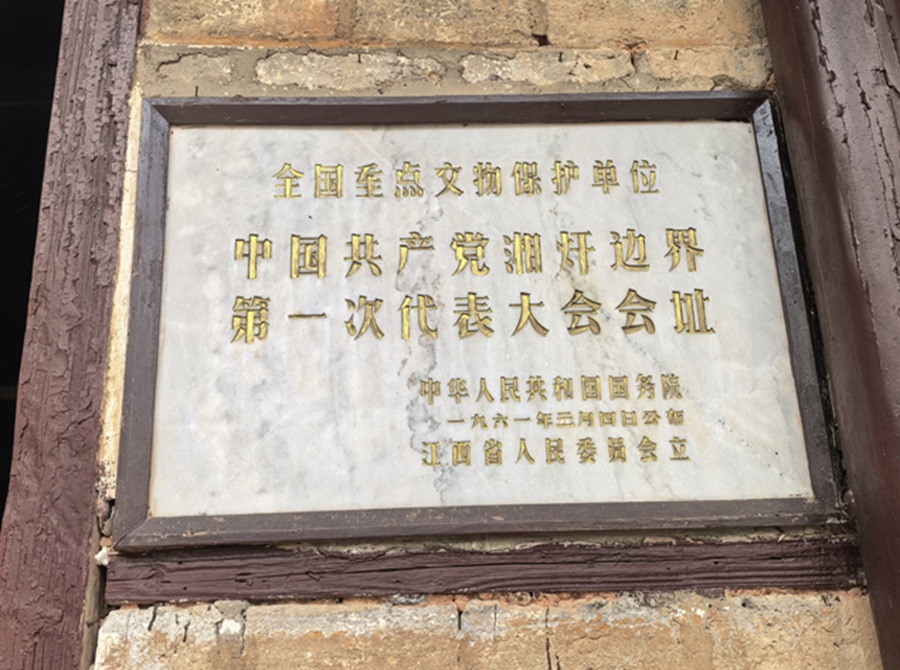 全国重点文物保护单位
中国共产党湘赣边界
第一次代表大会会址
中华人民共和国国务院
一九六一年三月四日公布
江西省人民委员会立